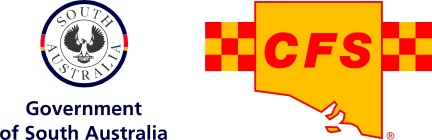 SOUTH
AUSTRALIA
Government
of South Australia
CFS
®